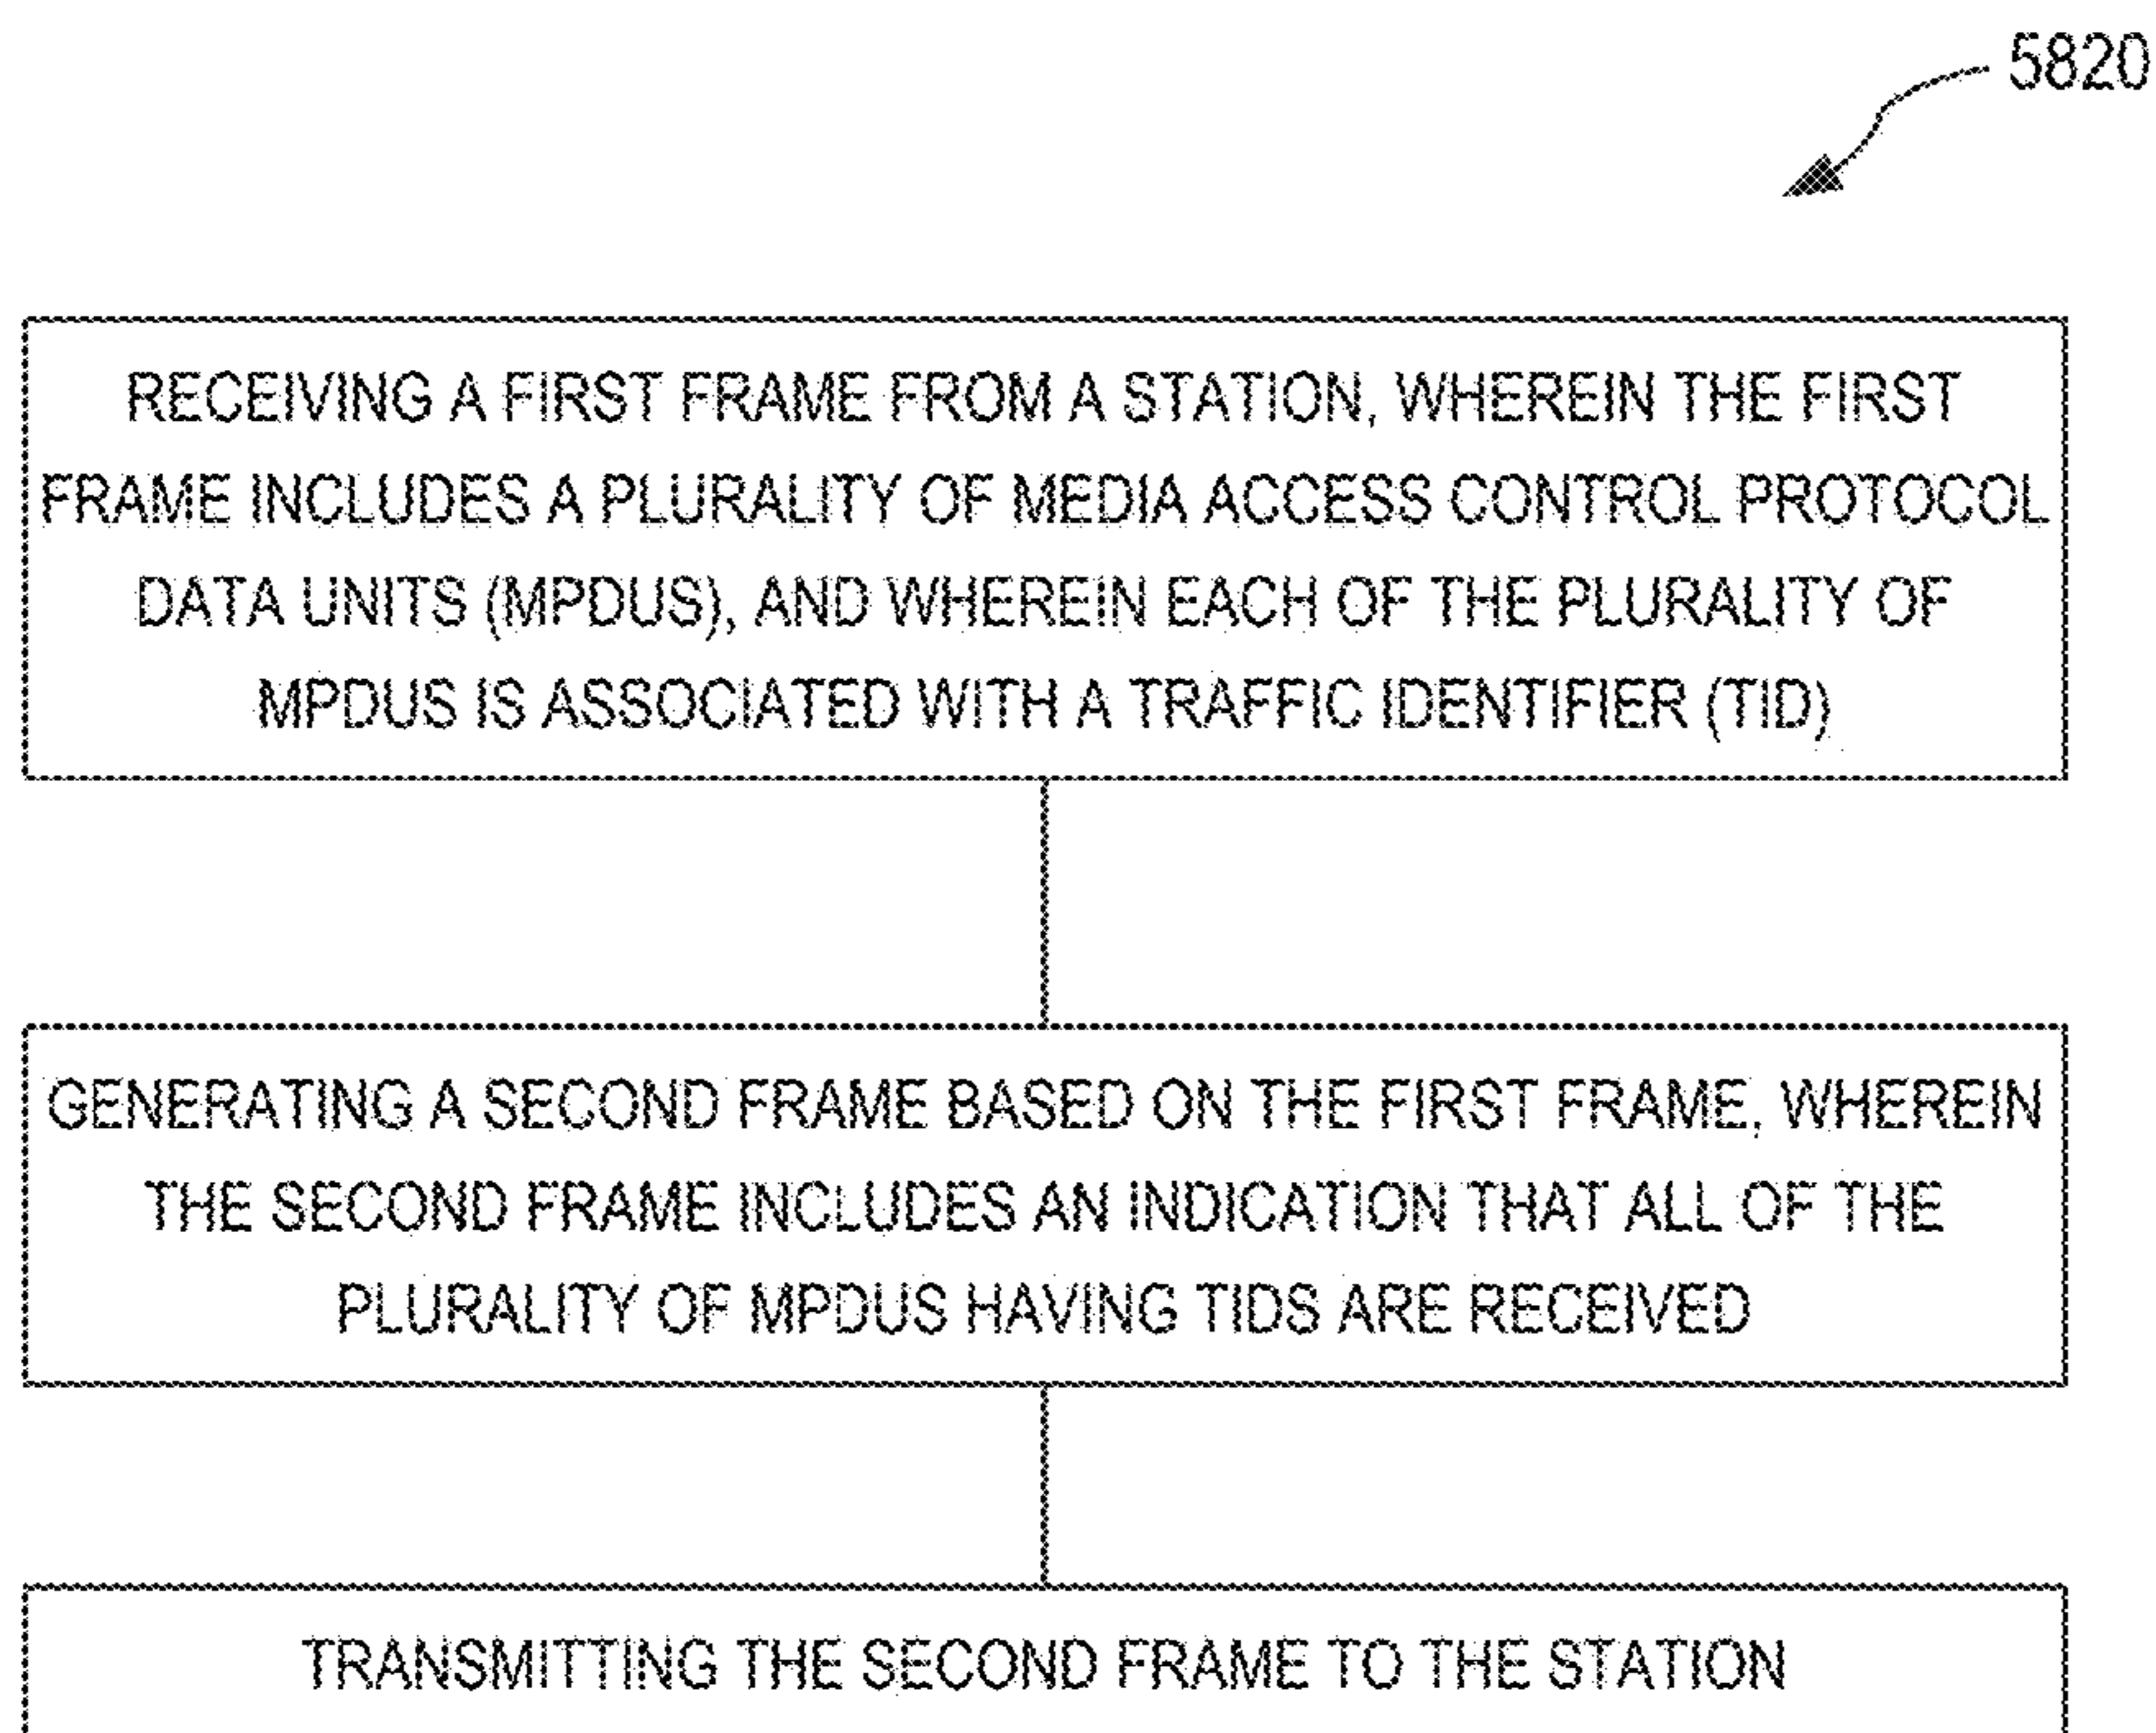 5820
RECEIVING A FIRST FRAME FROM A STATION, WHEREIN THE FIRST
FRAME INCLUDES A PLURALITY OF MEDIA ACCESS CONTROL PROTOCOL
DATA UNITS (MPDUS), AND WHEREIN EACH OF THE PLURALITY OF
MPDUS IS ASSOCIATED WITH A TRAFFIC IDENTIFIER (TID)
GENERATING A SECOND FRAME BASED ON THE FIRST FRAME, WHEREIN
THE SECOND FRAME INCLUDES AN INDICATION THAT ALL OF THE
PLURALITY OF MPDUS HAVING TIDS ARE RECEIVED
TRANSMITTING THE SECOND FRAME TO THE STATION